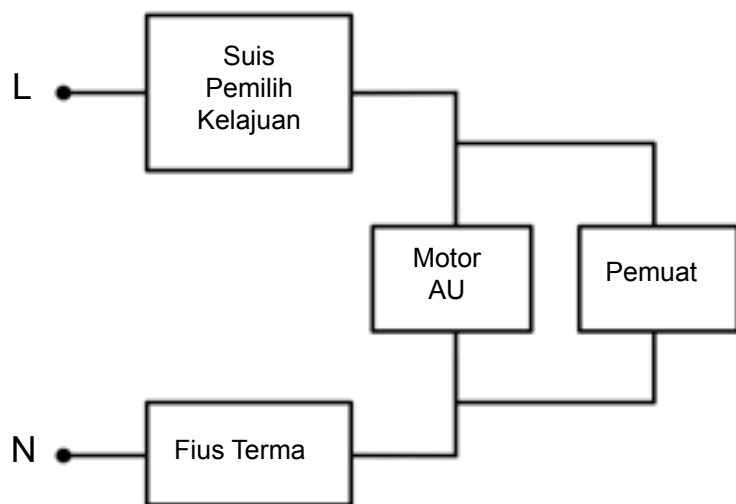 L
Suis
Pemilih
Kelajuan
Motor
AU
Pemuat
N
Fius Terma